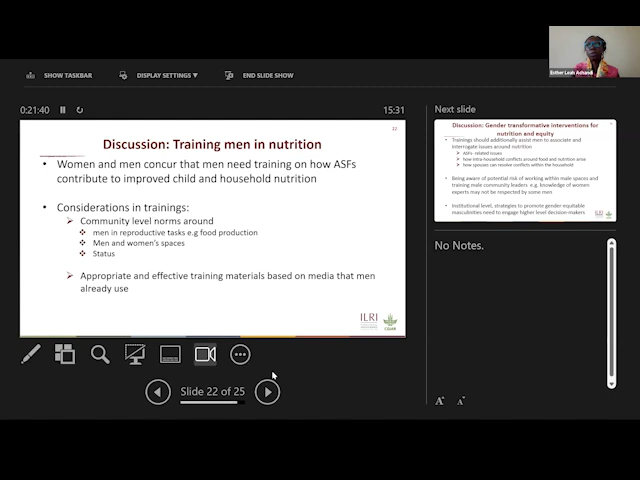 Esther Leah Achandi
SHOW TASKBAR
DISPLAY SETTINGS ▼
END SLIDE SHOW
0:21:40
15:31
22
Discussion: Training men in nutrition
• Women and men concur that men need training on how ASFs
contribute to improved child and household nutrition
• Considerations in trainings:
➢ Community level norms around
❖ men in reproductive tasks e.g food production
❖ Men and women's spaces
❖ Status
➢ Appropriate and effective training materials based on media that men
already use
ILRI
CGIAR
Slide 22 of 25
Next slide
Discussion: Gender transformative interventions for
nutrition and equity
• Trainings should additionally assist men to associate and
interrogate issues around nutrition
➢ ASFs -related issues
➢ how intra-household conflicts around food and nutrition arise
➢ how spouses can resolve conflicts within the household
• Being aware of potential risk of working within male spaces and
training male community leaders e.g. knowledge of women
experts may not be respected by some men
• Institutional level, strategies to promote gender-equitable
masculinities need to engage higher level decision-makers
ILRI
No Notes.
A A